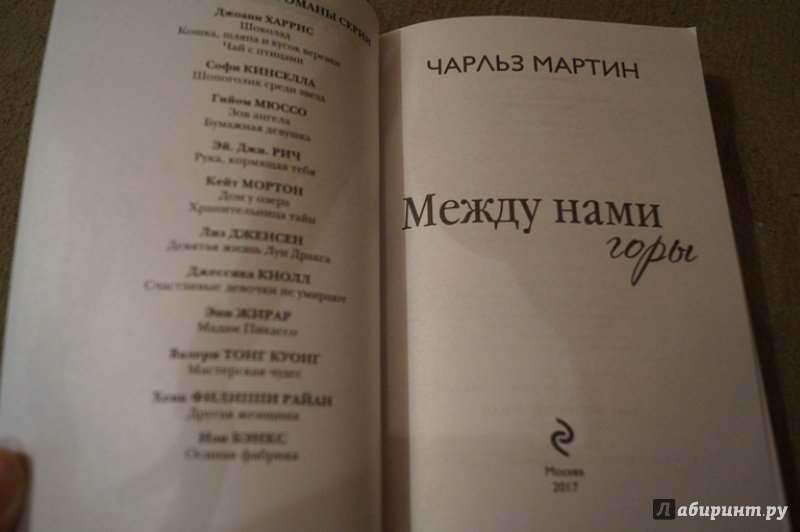 РОМАНЫ СЕРИИ
Джоанн ХАРРИС
Шоколад
Кошка, шляпа и кусок веревки
Чай с птицами
Софи КИНСЕЛЛА
Шопоголик среди звезд
Гийом МЮССО
Зов ангела
Бумажная девушка
Эй. Джи. РИЧ
Рука, кормящая тебя
Кейт МОРТОН
Дом у озера
Хранительница тайн
Лиз ДЖЕНСЕН
Девятая жизнь Луи Дракса
Джессика КНОЛЛ
Счастливые девочки не умирают
Энн ЖИРАР
Мадам Пикассо
Валери ТОНГ КУОНГ
Мастерская чудес
Хэнк ФИЛИППИ РАЙАН
Другая женщина
Иэн БЭНКС
Осиная фабрика
ЧАРЛЬЗ МАРТИН
Между нами
горы
Москва
2017
Лабиринт.ру